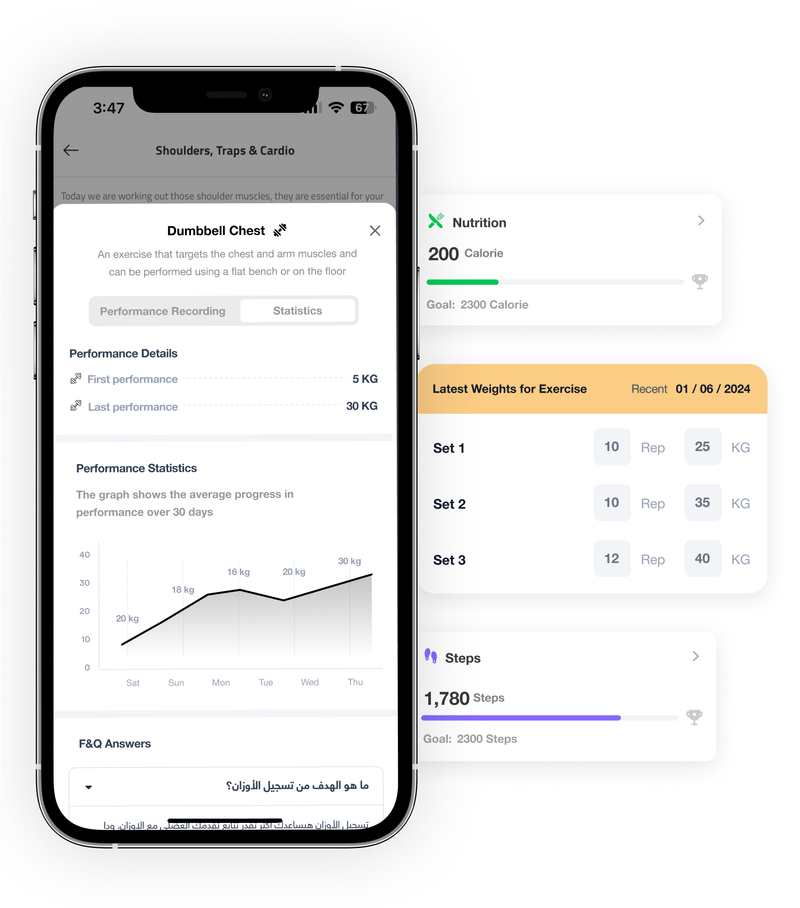 3:47
67
Shoulders, Traps & Cardio
Today we are working out those shoulder muscles, they are essential for your
Dumbbell Chest
An exercise that targets the chest and arm muscles and
can be performed using a flat bench or on the floor
Performance Recording
Statistics
Performance Details
First performance 5 KG
Last performance 30 KG
Performance Statistics
The graph shows the average progress in
performance over 30 days
40
30
20
10
0
20 kg
18 kg
16 kg
20 kg
30 kg
Sat Sun Mon Tue Wed Thu
F&Q Answers
ما هو الهدف من تسجيل الأوزان؟
تسجيل الأوزان هيساعدك أكتر تقدر تتابع تقدمك العضلي مع الاوزان، ودا
Nutrition
200 Calorie
Goal: 2300 Calorie
Latest Weights for Exercise Recent 01 / 06 / 2024
Set 1 10 Rep 25 KG
Set 2 10 Rep 35 KG
Set 3 12 Rep 40 KG
Steps
1,780 Steps
Goal: 2300 Steps